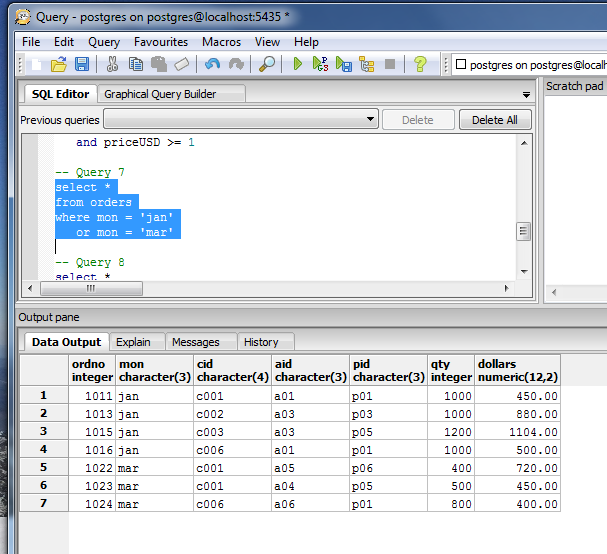 Query - postgres on postgres@localhost:5435 *
File Edit Query Favourites Macros View Help
postgres on postgres@localh
SQL Editor Graphical Query Builder
Scratch pad
Previous queries Delete Delete All
and priceUSD >= 1
-- Query 7
select *
from orders
where mon = 'jan'
or mon = 'mar'
-- Query 8
select *
Output pane
Data Output Explain Messages History
ordno integer mon character(3) cid character(4) aid character(3) pid character(3) qty integer dollars numeric(12,2)
1 1011 jan c001 a01 p01 1000 450.00
2 1013 jan c002 a03 p03 1000 880.00
3 1015 jan c003 a03 p05 1200 1104.00
4 1016 jan c006 a01 p01 1000 500.00
5 1022 mar c001 a05 p06 400 720.00
6 1023 mar c001 a04 p05 500 450.00
7 1024 mar c006 a06 p01 800 400.00